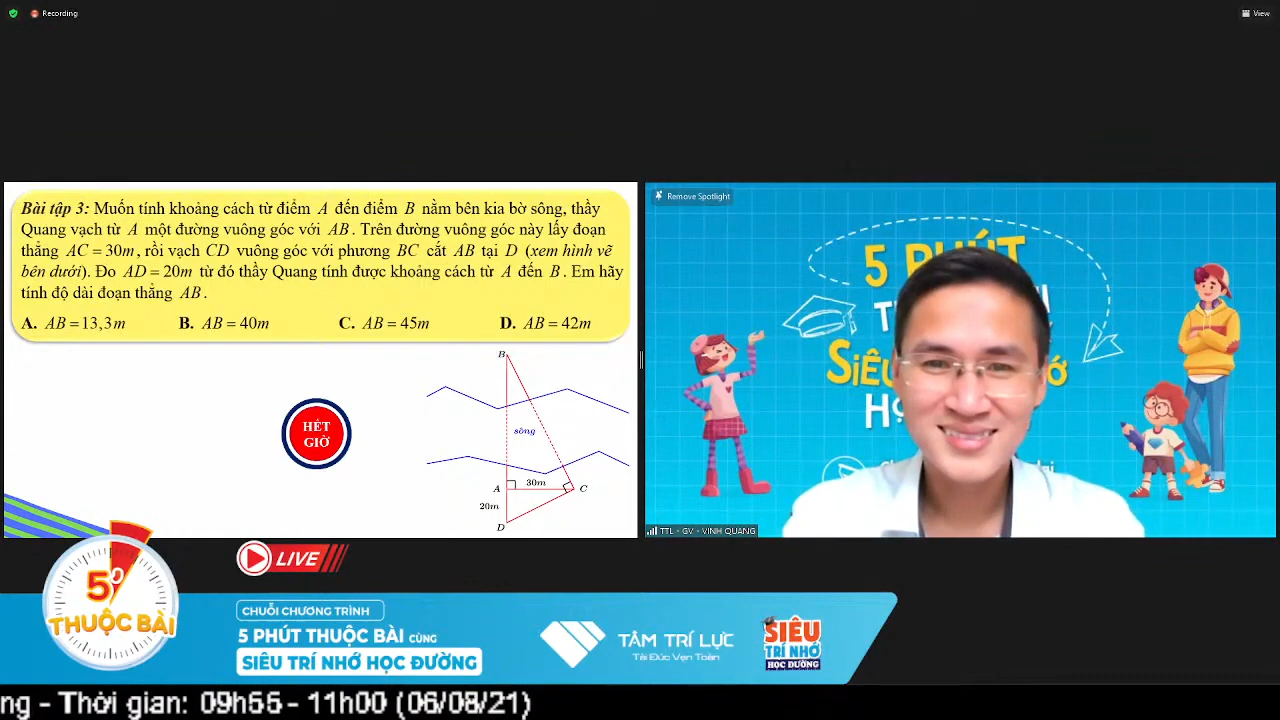 Recording
View
Bài tập 3: Muốn tính khoảng cách từ điểm A đến điểm B nằm bên kia bờ sông, thầy
Quang vạch từ A một đường vuông góc với AB. Trên đường vuông góc này lấy đoạn
thẳng AC = 30m, rồi vạch CD vuông góc với phương BC cắt AB tại D (xem hình vẽ
bên dưới). Đo AD = 20m từ đó thầy Quang tính được khoảng cách từ A đến B. Em hãy
tính độ dài đoạn thẳng AB.
A. AB = 13,3m B. AB = 40m C. AB = 45m D. AB = 42m
HẾT
GIỜ
B
sông
A 30m C
20m
D
Remove Spotlight
5 PHÚT
SIÊU
TTL - GV - VINH QUANG
5'
THUỘC BÀI
LIVE
CHUỖI CHƯƠNG TRÌNH
5 PHÚT THUỘC BÀI CÙNG
SIÊU TRÍ NHỚ HỌC ĐƯỜNG
TÂM TRÍ LỰC
Tài Đức Vẹn Toàn
SIÊU
TRÍ NHỚ
HỌC ĐƯỜNG
ng - Thời gian: 09h55 - 11h00 (06/08/21)